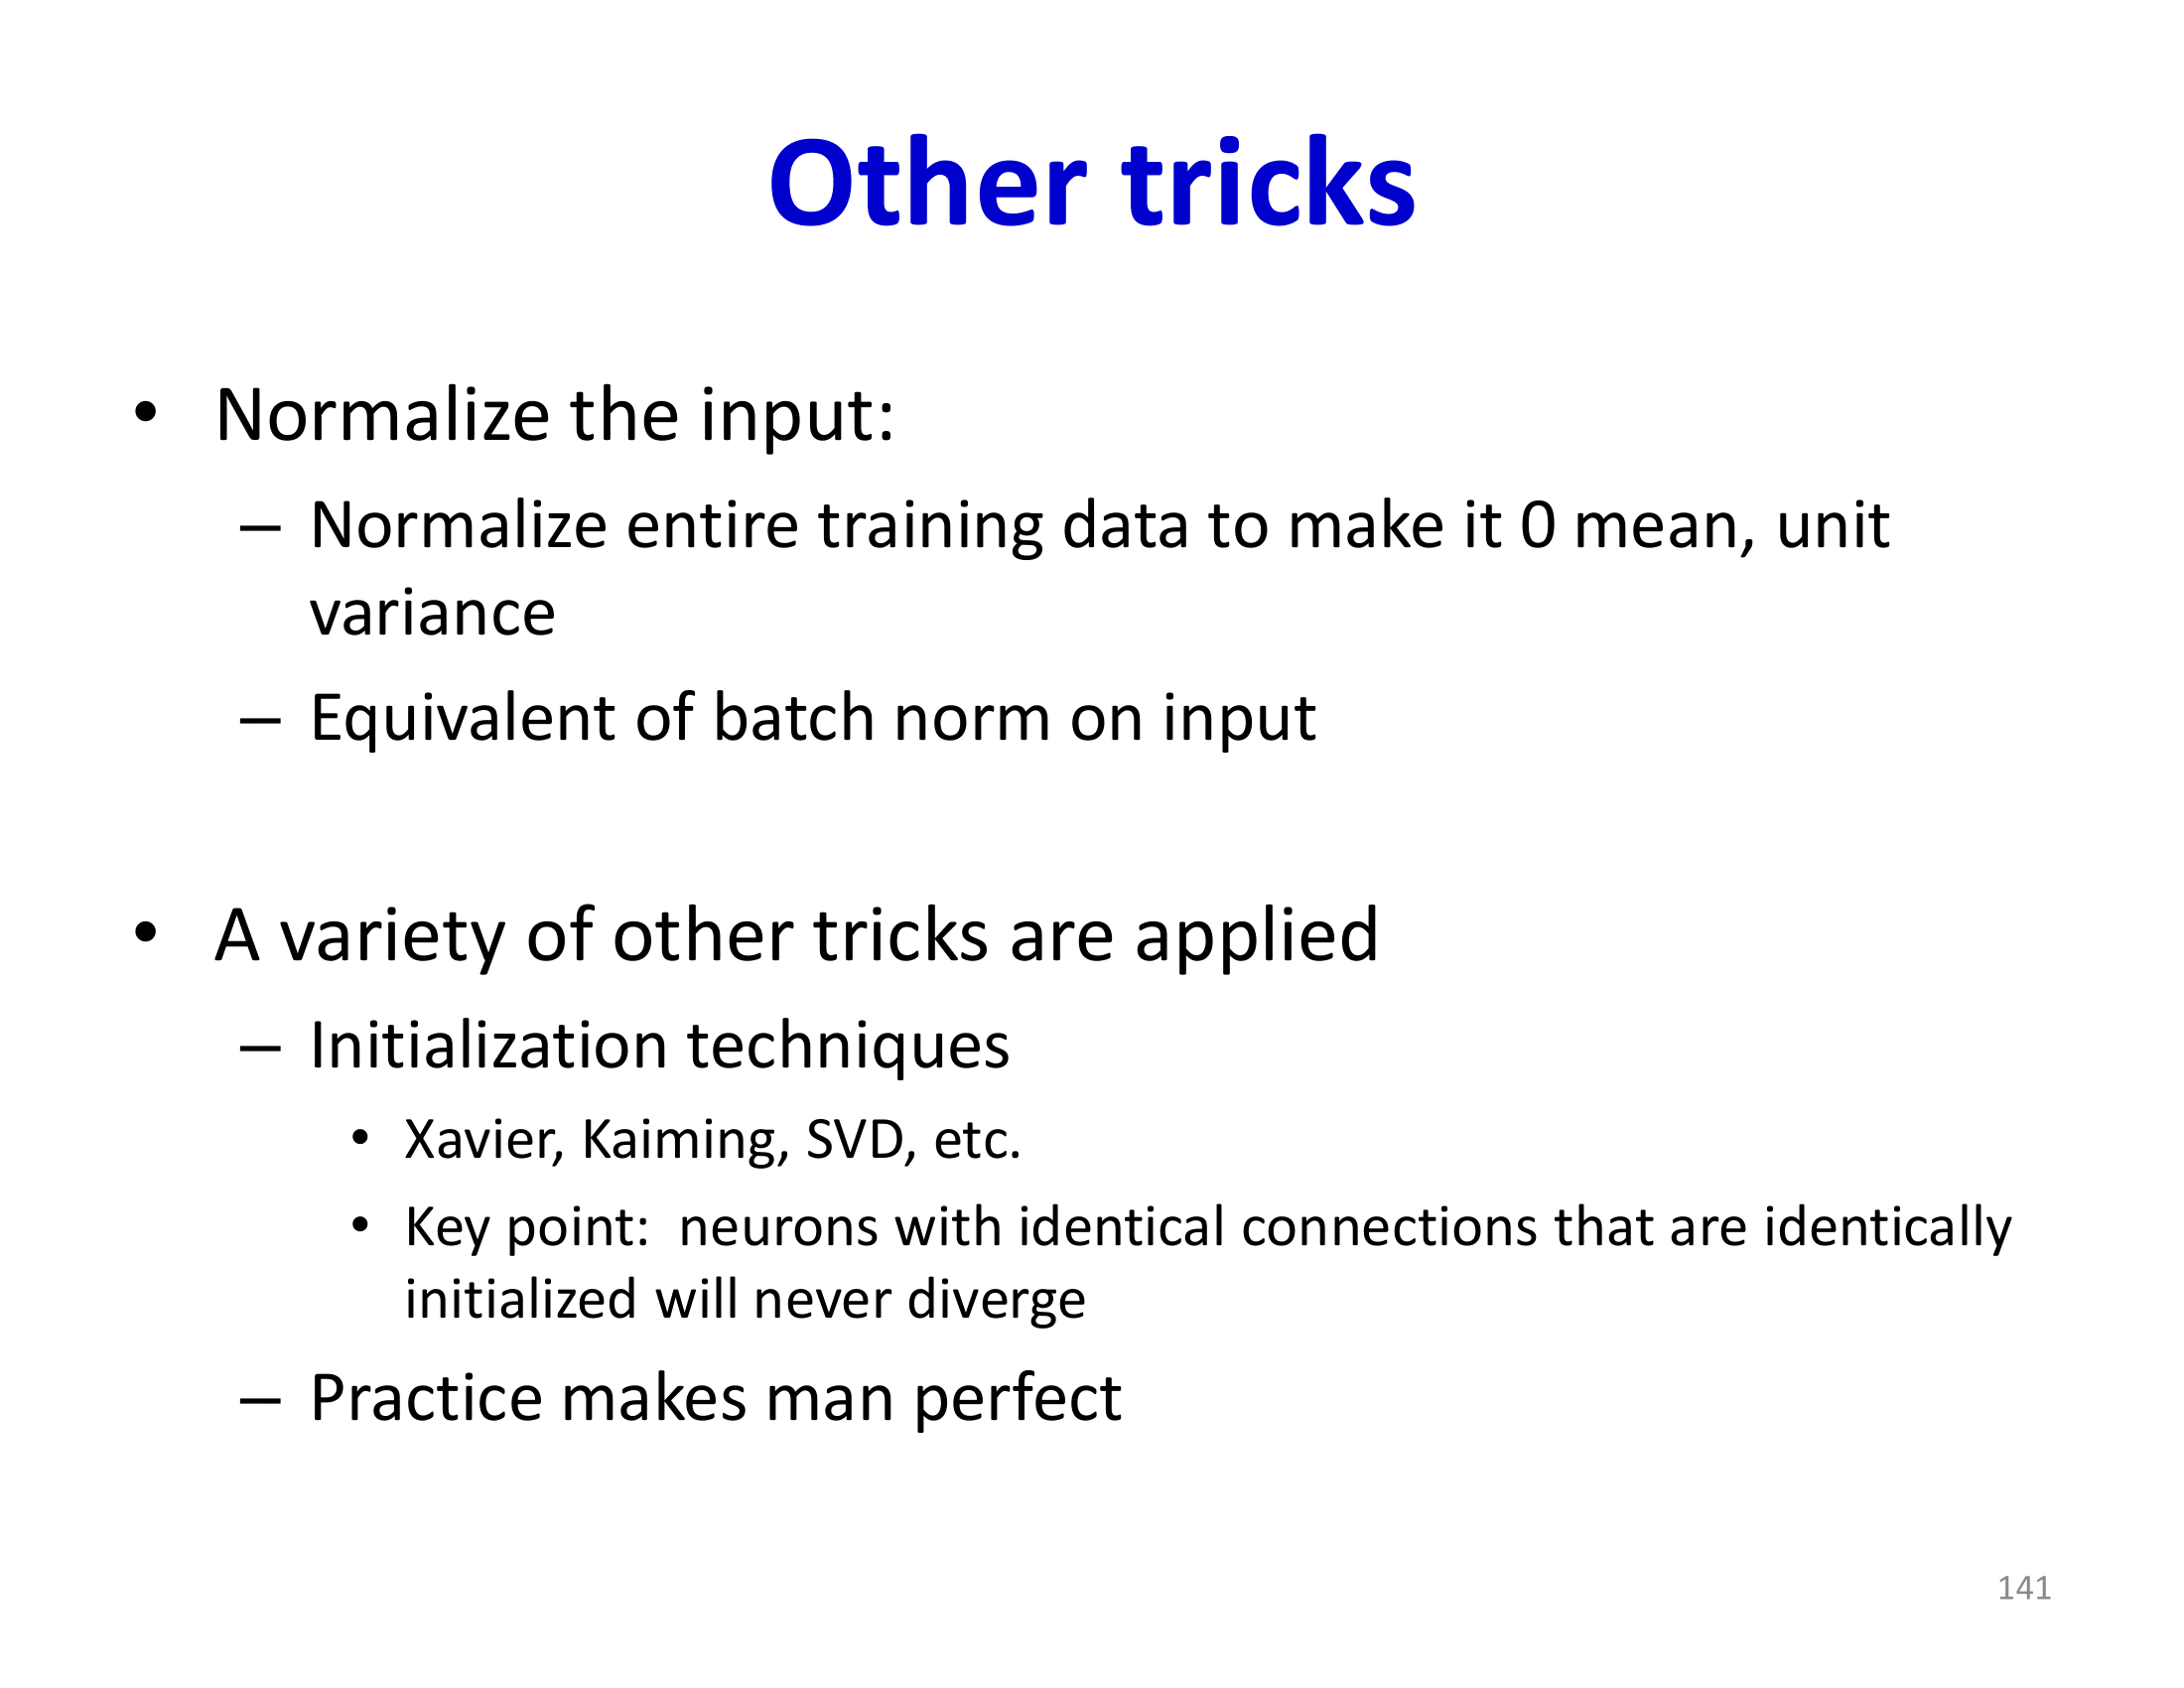 Other tricks
• Normalize the input:
– Normalize entire training data to make it 0 mean, unit
variance
– Equivalent of batch norm on input
• A variety of other tricks are applied
– Initialization techniques
• Xavier, Kaiming, SVD, etc.
• Key point:  neurons with identical connections that are identically
initialized will never diverge
– Practice makes man perfect
141